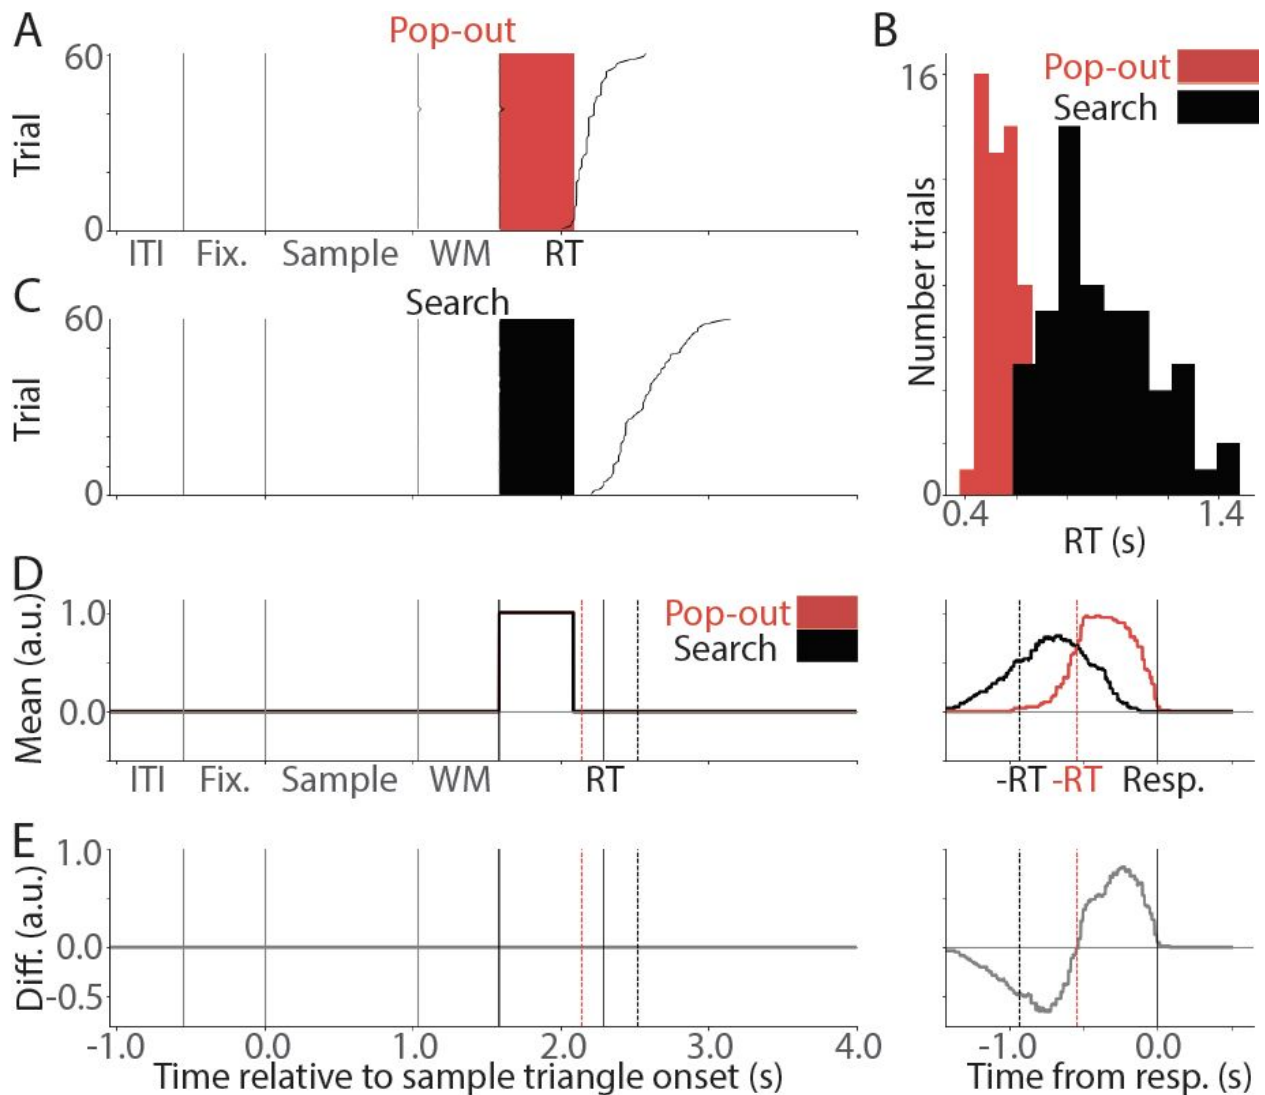 A
Pop-out
60
Trial
0
ITI Fix. Sample WM RT
B
16
Pop-out
Search
Number trials
0
0.4 1.4
RT (s)
C
Search
60
Trial
0
D
1.0
Mean (a.u.)
0.0
Pop-out
Search
ITI Fix. Sample WM RT
-RT -RT Resp.
E
1.0
Diff. (a.u.)
0.0
-0.5
-1.0 0.0 1.0 2.0 3.0 4.0
Time relative to sample triangle onset (s)
-1.0 0.0
Time from resp. (s)